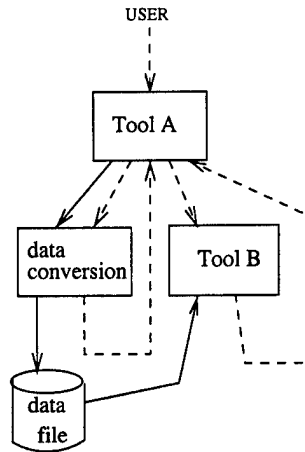 USER
Tool A
data
conversion
Tool B
data
file